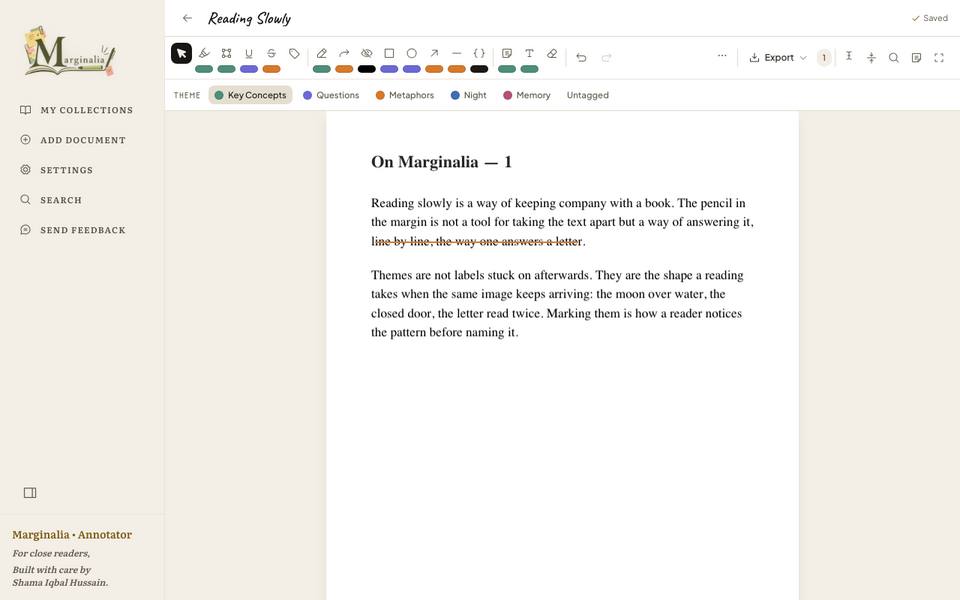 Marginalia
MY COLLECTIONS
ADD DOCUMENT
SETTINGS
SEARCH
SEND FEEDBACK
Marginalia • Annotator
For close readers,
Built with care by
Shama Iqbal Hussain.
Reading Slowly
Saved
Export
1
THEME
Key Concepts
Questions
Metaphors
Night
Memory
Untagged
On Marginalia — 1
Reading slowly is a way of keeping company with a book. The pencil in
the margin is not a tool for taking the text apart but a way of answering it,
line by line, the way one answers a letter.
Themes are not labels stuck on afterwards. They are the shape a reading
takes when the same image keeps arriving: the moon over water, the
closed door, the letter read twice. Marking them is how a reader notices
the pattern before naming it.